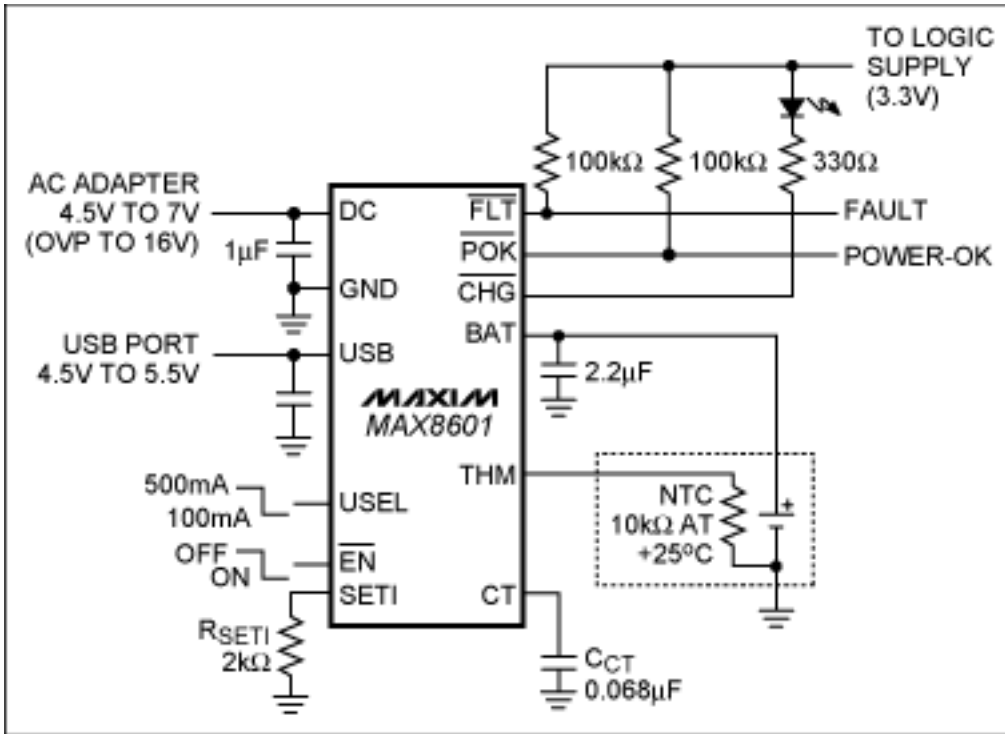 TO LOGIC
SUPPLY
(3.3V)
100kΩ
100kΩ
330Ω
AC ADAPTER
4.5V TO 7V
(OVP TO 16V)
1µF
DC
FLT
FAULT
POK
POWER-OK
GND
CHG
BAT
USB PORT
4.5V TO 5.5V
USB
2.2µF
MAXIM
MAX8601
THM
NTC
10kΩ AT
+25ºC
+
500mA
100mA
USEL
OFF
ON
EN
SETI
CT
RSETI
2kΩ
CCT
0.068µF